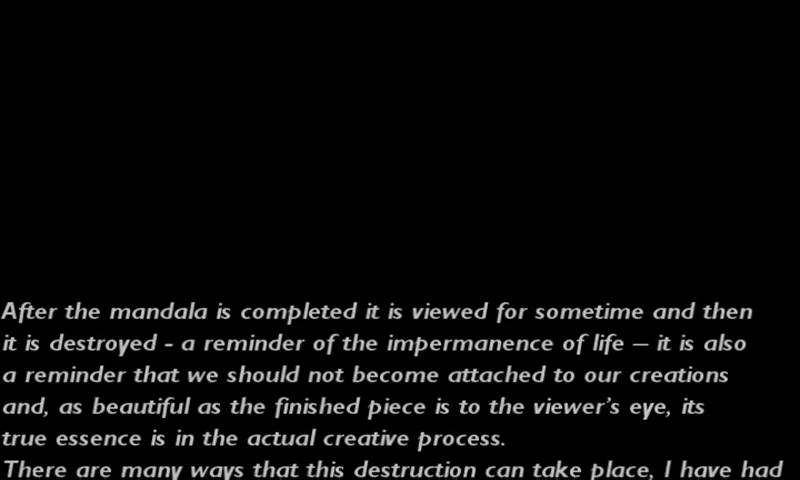 After the mandala is completed it is viewed for sometime and then
it is destroyed - a reminder of the impermanence of life – it is also
a reminder that we should not become attached to our creations
and, as beautiful as the finished piece is to the viewer's eye, its
true essence is in the actual creative process.
There are many ways that this destruction can take place, I have had